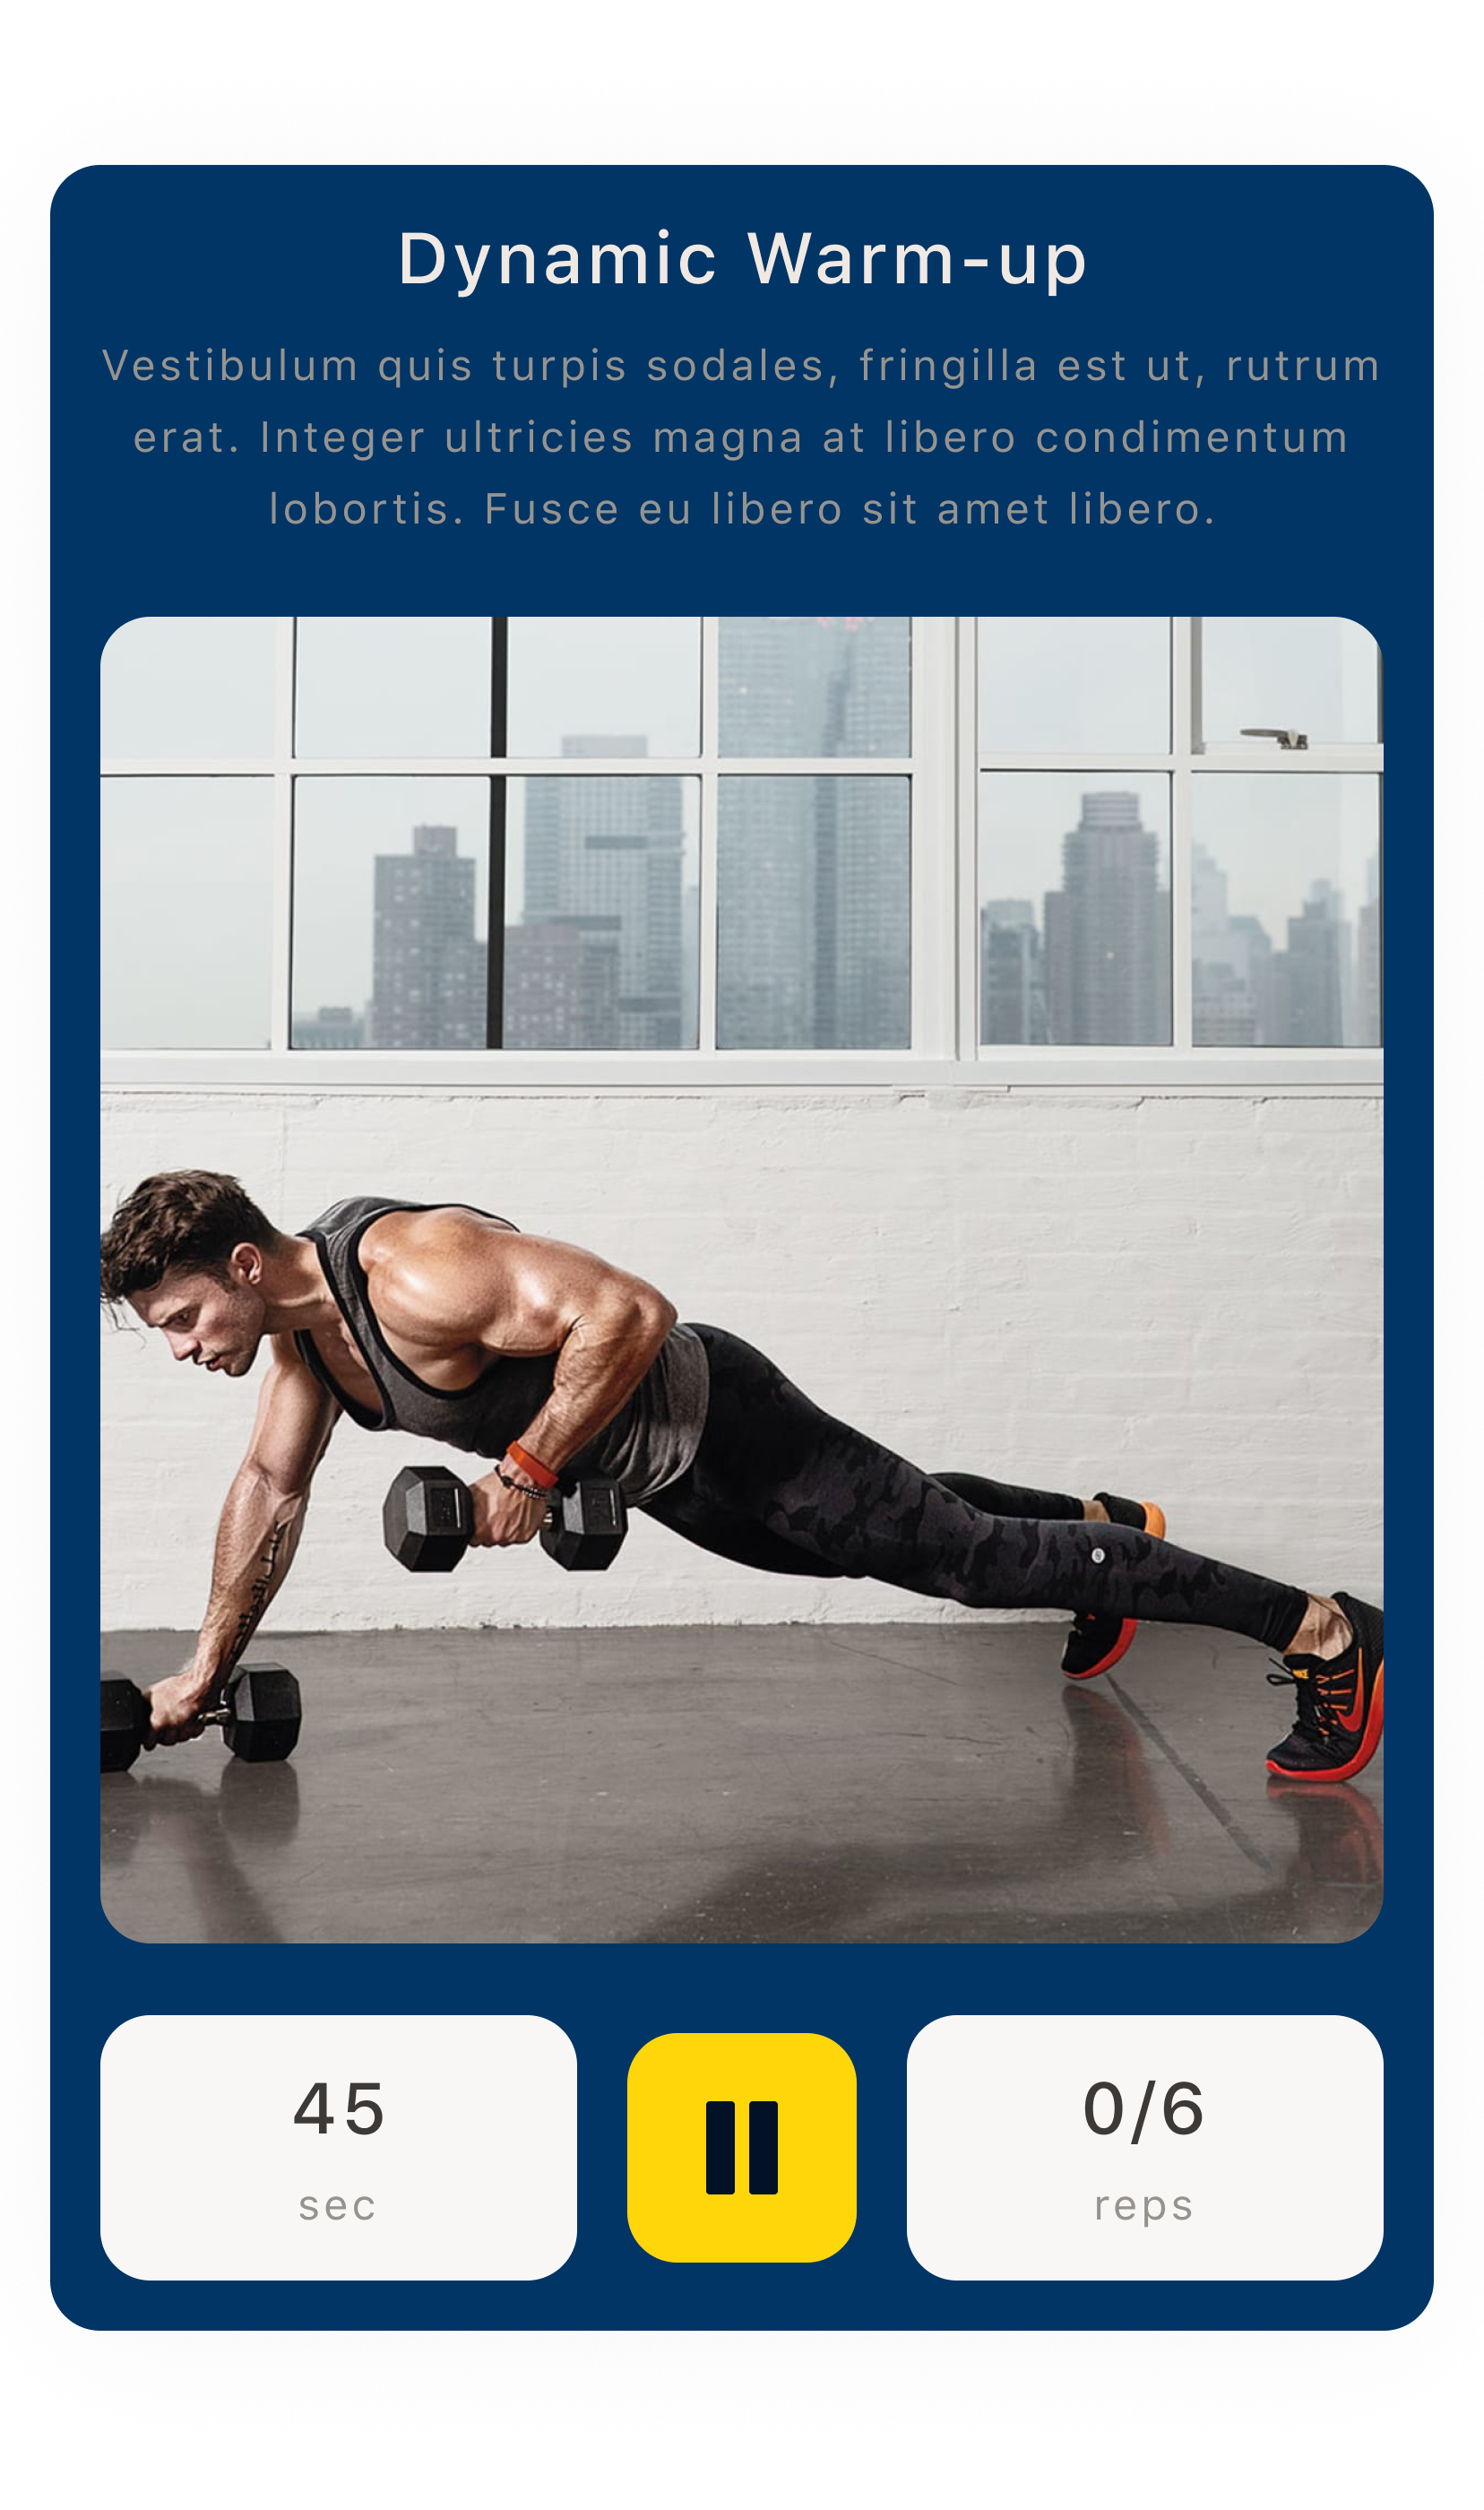 Dynamic Warm-up
Vestibulum quis turpis sodales, fringilla est ut, rutrum
erat. Integer ultricies magna at libero condimentum
lobortis. Fusce eu libero sit amet libero.
45
0/6
sec
reps